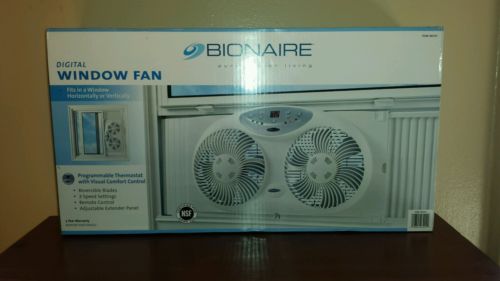 BIONAIRE
DIGITAL
WINDOW FAN
Fits in a Window
Horizontally or Vertically
Programmable Thermostat
with Visual Comfort Control
• Reversible Blades
• 3 Speed Settings
• Remote Control
• Adjustable Extender Panel
NSF